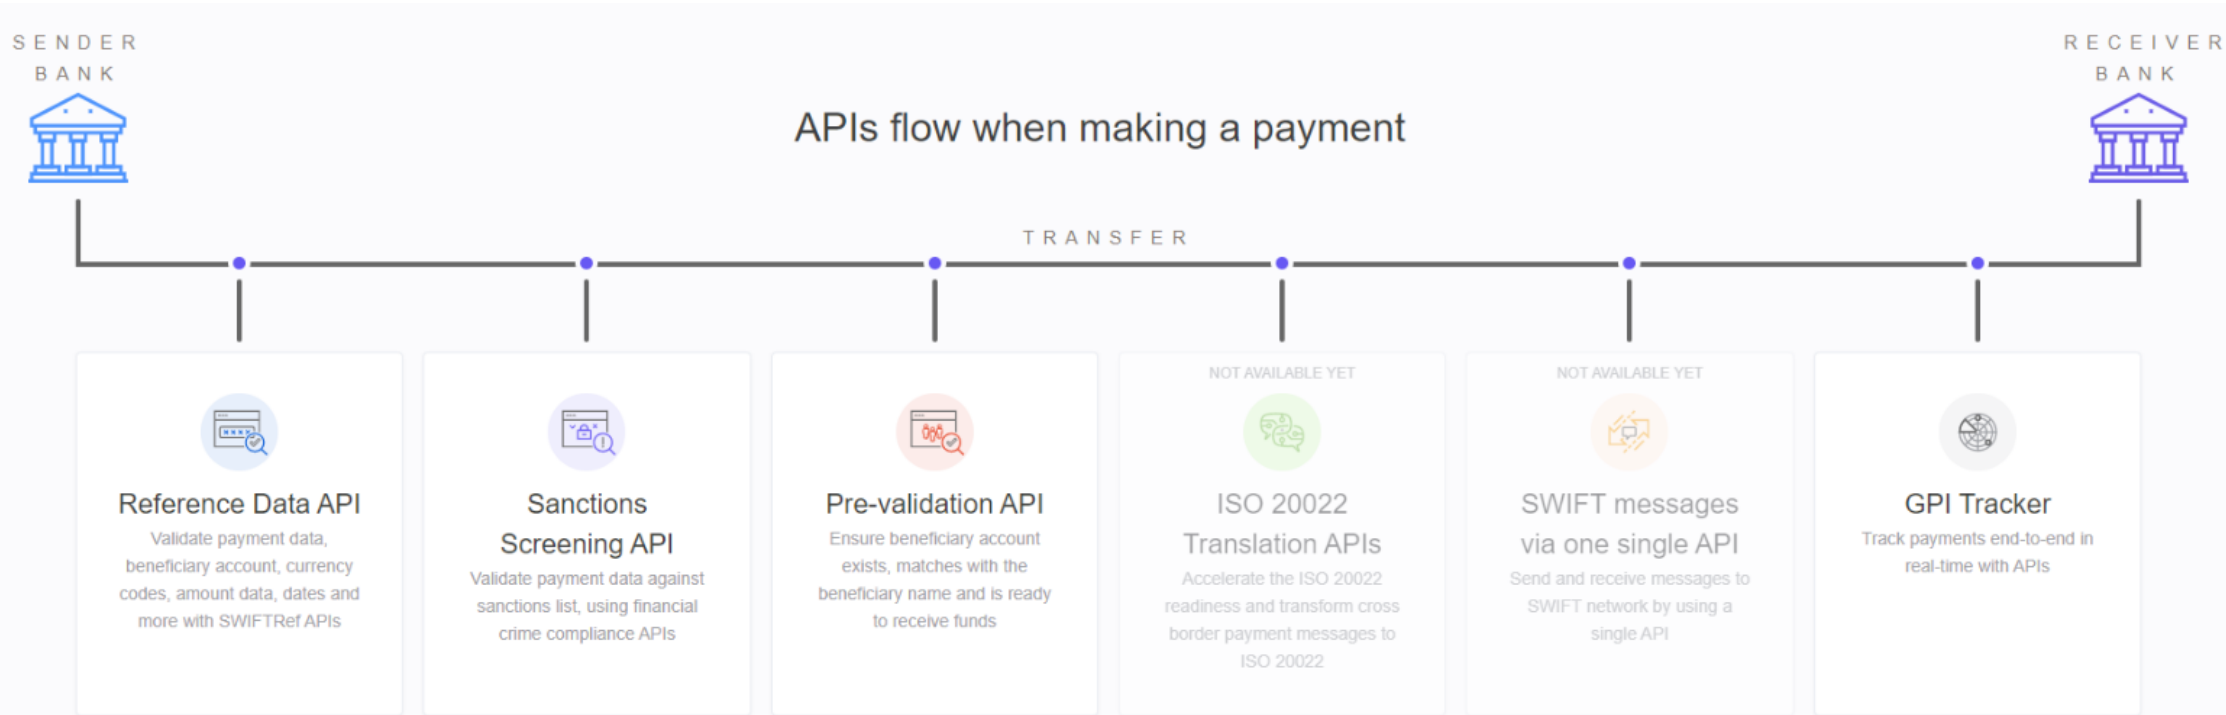 SENDER
BANK
RECEIVER
BANK
APIs flow when making a payment
TRANSFER
Reference Data API
Validate payment data,
beneficiary account, currency
codes, amount data, dates and
more with SWIFTRef APIs
Sanctions
Screening API
Validate payment data against
sanctions list, using financial
crime compliance APIs
Pre-validation API
Ensure beneficiary account
exists, matches with the
beneficiary name and is ready
to receive funds
NOT AVAILABLE YET
ISO 20022
Translation APIs
Accelerate the ISO 20022
readiness and transform cross
border payment messages to
ISO 20022
NOT AVAILABLE YET
SWIFT messages
via one single API
Send and receive messages to
SWIFT network by using a
single API
GPI Tracker
Track payments end-to-end in
real-time with APIs